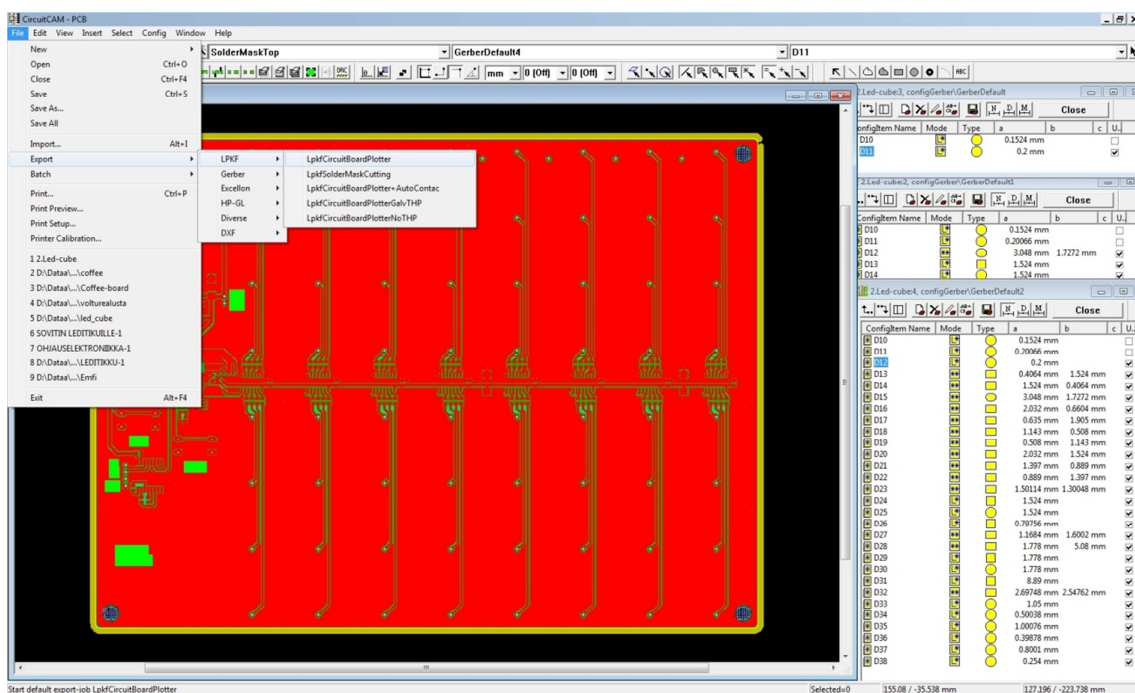 CircuitCAM - PCB
File Edit View Insert Select Config Window Help
SolderMaskTop GerberDefault4 D11
mm 0 (Off) 0 (Off) ABC
DRC
New
Open Ctrl+O
Close Ctrl+F4
Save Ctrl+S
Save As...
Save All
Import... Alt+I
Export
Batch
Print... Ctrl+P
Print Preview...
Print Setup...
Printer Calibration...
1 2.Led-cube
2 D:\Dataa\...\coffee
3 D:\Dataa\...\Coffee-board
4 D:\Dataa\...\volturealusta
5 D:\Dataa\...\led_cube
6 SOVITIN LEDITIKUILLE-1
7 OHJAUSELEKTRONIIKKA-1
8 D:\Dataa\...\LEDITIKKU-1
9 D:\Dataa\...\Emfi
Exit Alt+F4
LPKF
Gerber
Excellon
HP-GL
Diverse
DXF
LpkfCircuitBoardPlotter
LpkfSolderMaskCutting
LpkfCircuitBoardPlotter+AutoContac
LpkfCircuitBoardPlotterGalvTHP
LpkfCircuitBoardPlotterNoTHP
2.Led-cube:3, configGerber\GerberDefault
N D M Close
onfigItem Name Mode Type a b c U..
D10 0.1524 mm
D11 0.2 mm
2.Led-cube:2, configGerber\GerberDefault1
N D M Close
ConfigItem Name Mode Type a b c U..
D10 0.1524 mm
D11 0.20066 mm
D12 3.048 mm 1.7272 mm
D13 1.524 mm
D14 1.524 mm
2.Led-cube:4, configGerber\GerberDefault2
t.. N D M Close
ConfigItem Name Mode Type a b c U..
D10 0.1524 mm
D11 0.20066 mm
D12 0.2 mm
D13 0.4064 mm 1.524 mm
D14 1.524 mm 0.4064 mm
D15 3.048 mm 1.7272 mm
D16 2.032 mm 0.6604 mm
D17 0.635 mm 1.905 mm
D18 1.143 mm 0.508 mm
D19 0.508 mm 1.143 mm
D20 2.032 mm 1.524 mm
D21 1.397 mm 0.889 mm
D22 0.889 mm 1.397 mm
D23 1.50114 mm 1.30048 mm
D24 1.524 mm
D25 1.524 mm
D26 0.79756 mm
D27 1.1684 mm 1.6002 mm
D28 1.778 mm 5.08 mm
D29 1.778 mm
D30 1.778 mm
D31 8.89 mm
D32 2.69748 mm 2.54762 mm
D33 1.05 mm
D34 0.50038 mm
D35 1.00076 mm
D36 0.39878 mm
D37 0.8001 mm
D38 0.254 mm
Start default export-job LpkfCircuitBoardPlotter Selected=0 155.08 / -35.538 mm 127.196 / -223.738 mm